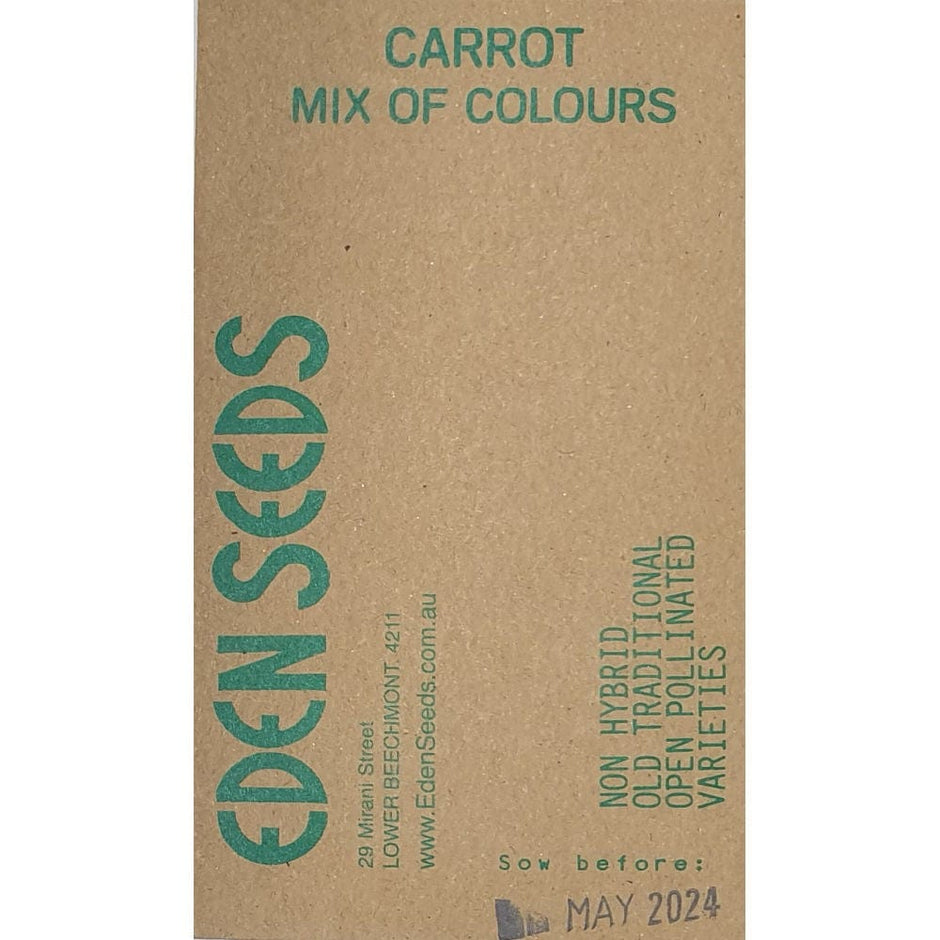 CARROT
MIX OF COLOURS
EDEN SEEDS
29 Mirani Street
LOWER BEECHMONT. 4211
www.EdenSeeds.com.au
NON HYBRID
OLD TRADITIONAL
OPEN POLLINATED
VARIETIES
Sow before:
MAY 2024